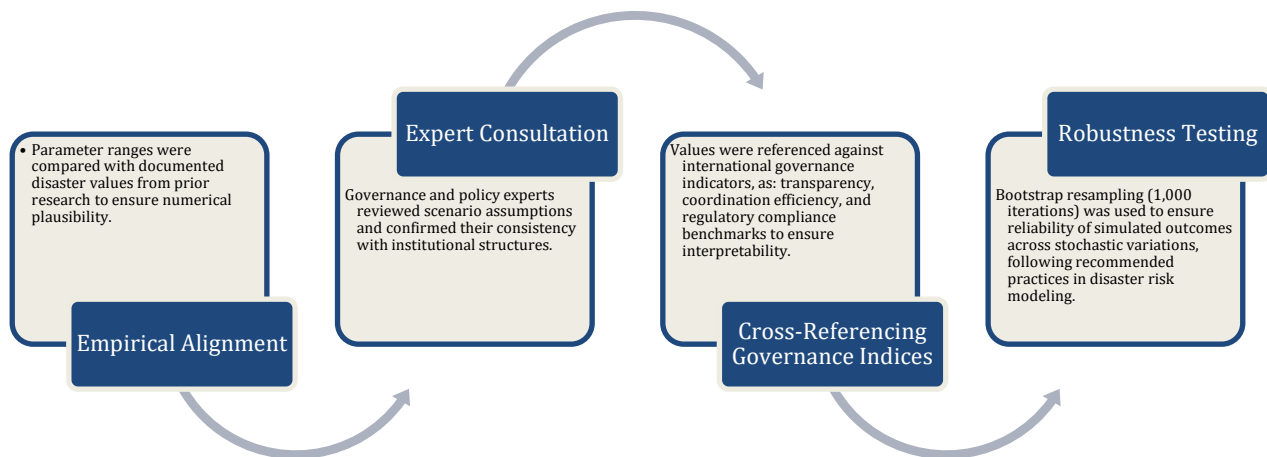 • Parameter ranges were
compared with documented
disaster values from prior
research to ensure numerical
plausibility.
Empirical Alignment
Expert Consultation
Governance and policy experts
reviewed scenario assumptions
and confirmed their consistency
with institutional structures.
Values were referenced against
international governance
indicators, as: transparency,
coordination efficiency, and
regulatory compliance
benchmarks to ensure
interpretability.
Cross-Referencing
Governance Indices
Robustness Testing
Bootstrap resampling (1,000
iterations) was used to ensure
reliability of simulated outcomes
across stochastic variations,
following recommended
practices in disaster risk
modeling.